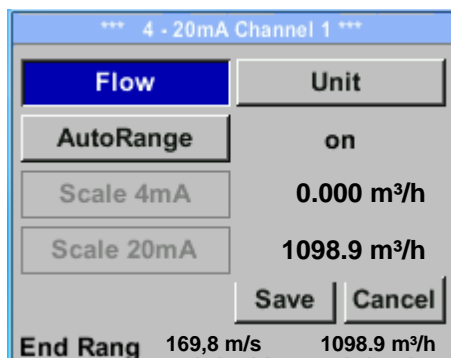 *** 4 - 20mA Channel 1 ***
Flow Unit
AutoRange on
Scale 4mA 0.000 m³/h
Scale 20mA 1098.9 m³/h
Save Cancel
End Rang 169,8 m/s 1098.9 m³/h